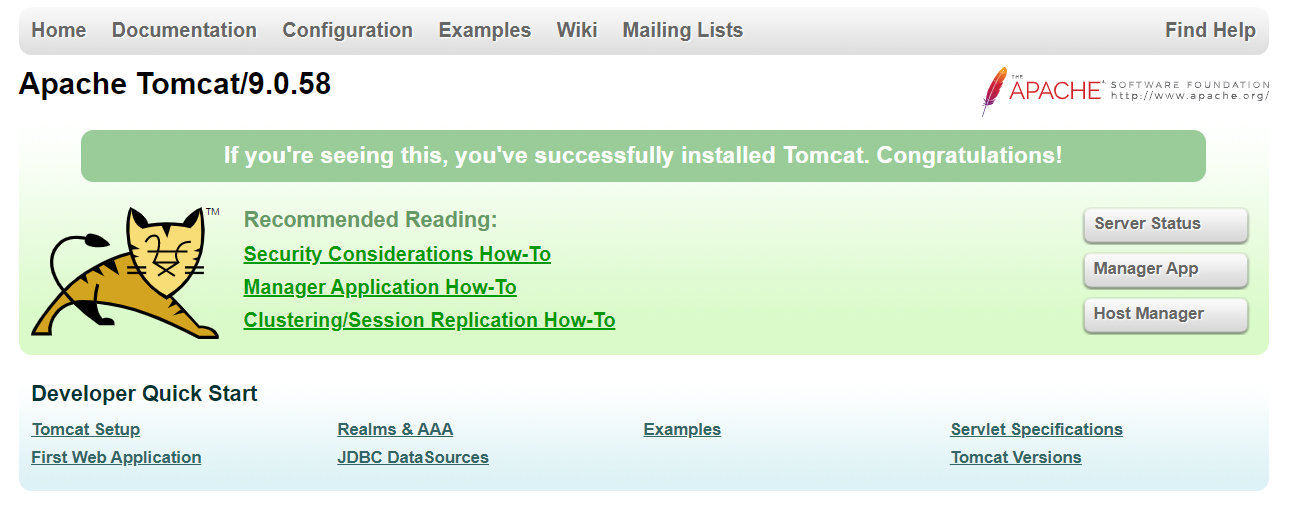 Home Documentation Configuration Examples Wiki Mailing Lists Find Help
Apache Tomcat/9.0.58
THE
APACHE® SOFTWARE FOUNDATION
http://www.apache.org/
If you're seeing this, you've successfully installed Tomcat. Congratulations!
TM
Recommended Reading:
Security Considerations How-To
Manager Application How-To
Clustering/Session Replication How-To
Server Status
Manager App
Host Manager
Developer Quick Start
Tomcat Setup Realms & AAA Examples Servlet Specifications
First Web Application JDBC DataSources Tomcat Versions